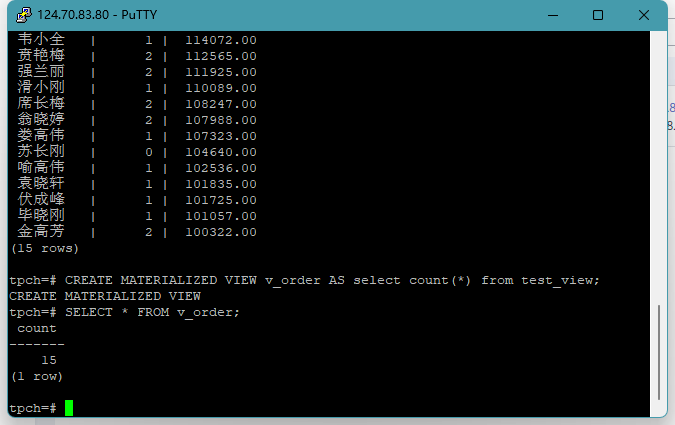 124.70.83.80 - PuTTY
韦小全 | 1 | 114072.00
贲艳梅 | 2 | 112565.00
强兰丽 | 2 | 111925.00
滑小刚 | 1 | 110089.00
席长梅 | 2 | 108247.00
翁晓婷 | 2 | 107988.00
娄高伟 | 1 | 107323.00
苏长刚 | 0 | 104640.00
喻高伟 | 1 | 102536.00
袁晓轩 | 1 | 101835.00
伏成峰 | 1 | 101725.00
毕晓刚 | 1 | 101057.00
金高芳 | 2 | 100322.00
(15 rows)
tpch=# CREATE MATERIALIZED VIEW v_order AS select count(*) from test_view;
CREATE MATERIALIZED VIEW
tpch=# SELECT * FROM v_order;
count
-------
15
(1 row)
tpch=#